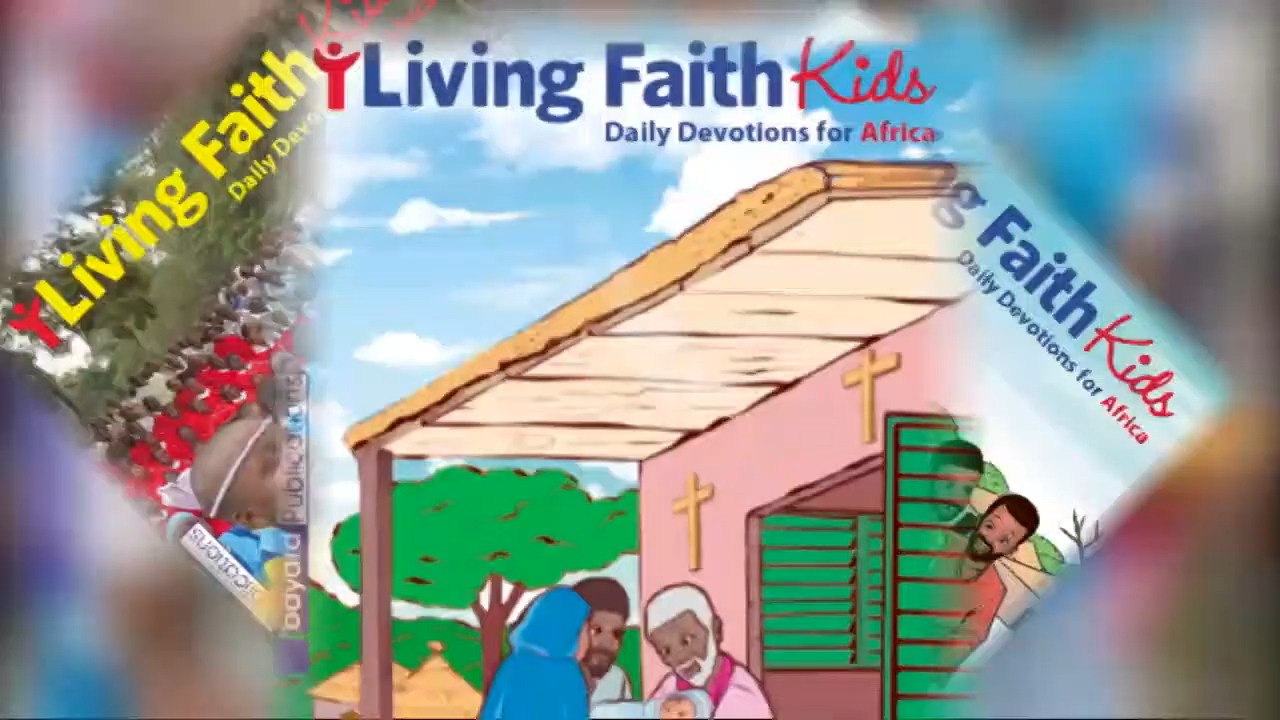 Living Faith Kids
Daily Devotions for Africa
Living Faith Kids
Daily Devo
bayard Publications
g Faith Kids
Daily Devotions for Africa